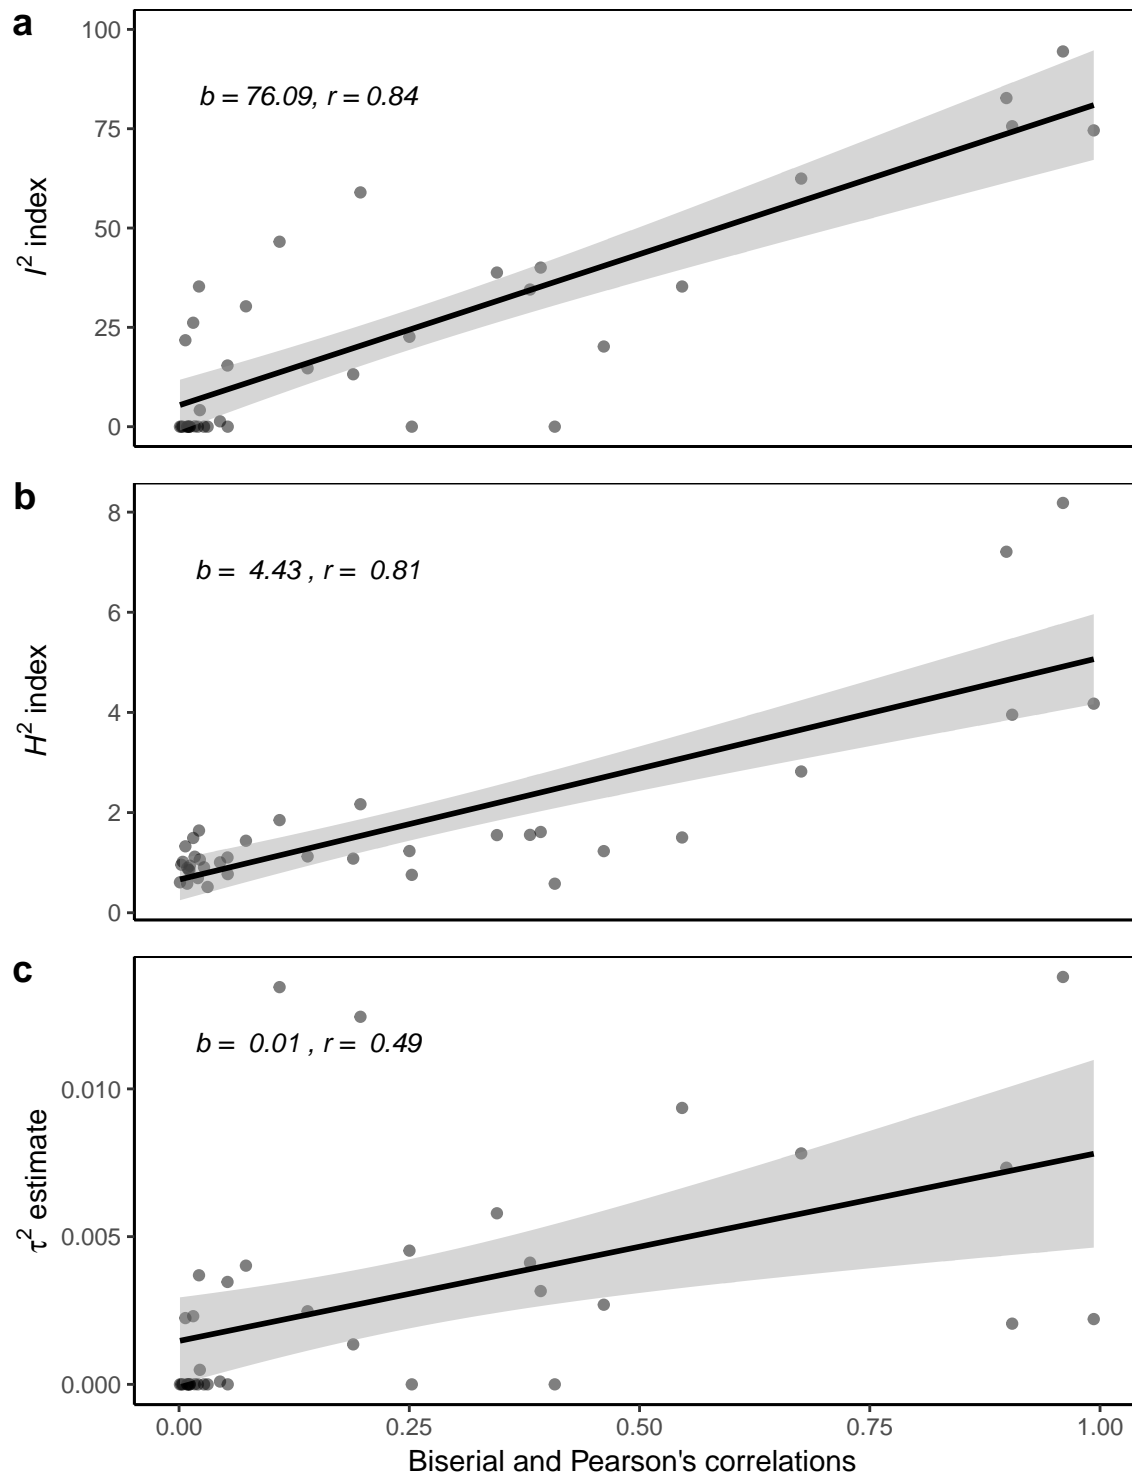 a
100
75
50
25
0
I² index
b = 76.09, r = 0.84
b
8
6
4
2
0
H² index
b = 4.43 , r = 0.81
c
0.010
0.005
0.000
τ² estimate
b = 0.01 , r = 0.49
0.00 0.25 0.50 0.75 1.00
Biserial and Pearson's correlations